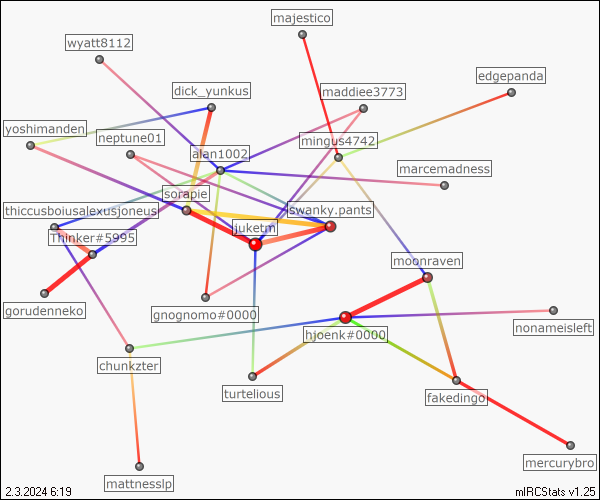 majestico
wyatt8112
edgepanda
dick_yunkus
maddiee3773
yoshimanden
neptune01
mingus4742
alan1002
marcemadness
sorapie
thiccusboiusalexusjoneus
swanky.pants
juketm
Thinker#5995
moonraven
gorudenneko
gnognomo#0000
nonameisleft
hjoenk#0000
chunkzter
turtelious
fakedingo
mercurybro
mattnesslp
2.3.2024 6:19
mIRCStats v1.25